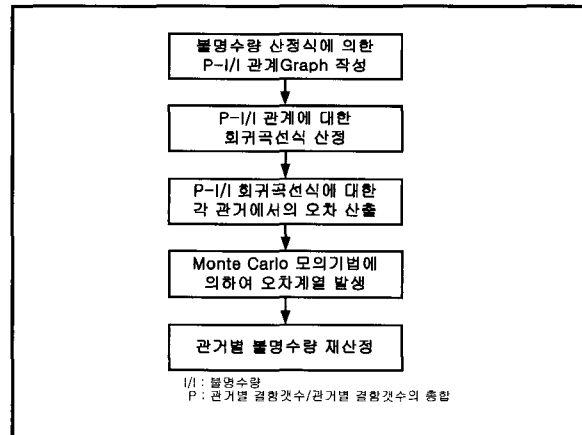 불명수량 산정식에 의한
P-I/I 관계Graph 작성
P-I/I 관계에 대한
회귀곡선식 산정
P-I/I 회귀곡선식에 대한
각 관거에서의 오차 산출
Monte Carlo 모의기법에
의하여 오차계열 발생
관거별 불명수량 재산정
I/I : 불명수량
P : 관거별 결함갯수/관거별 결함갯수의 총합